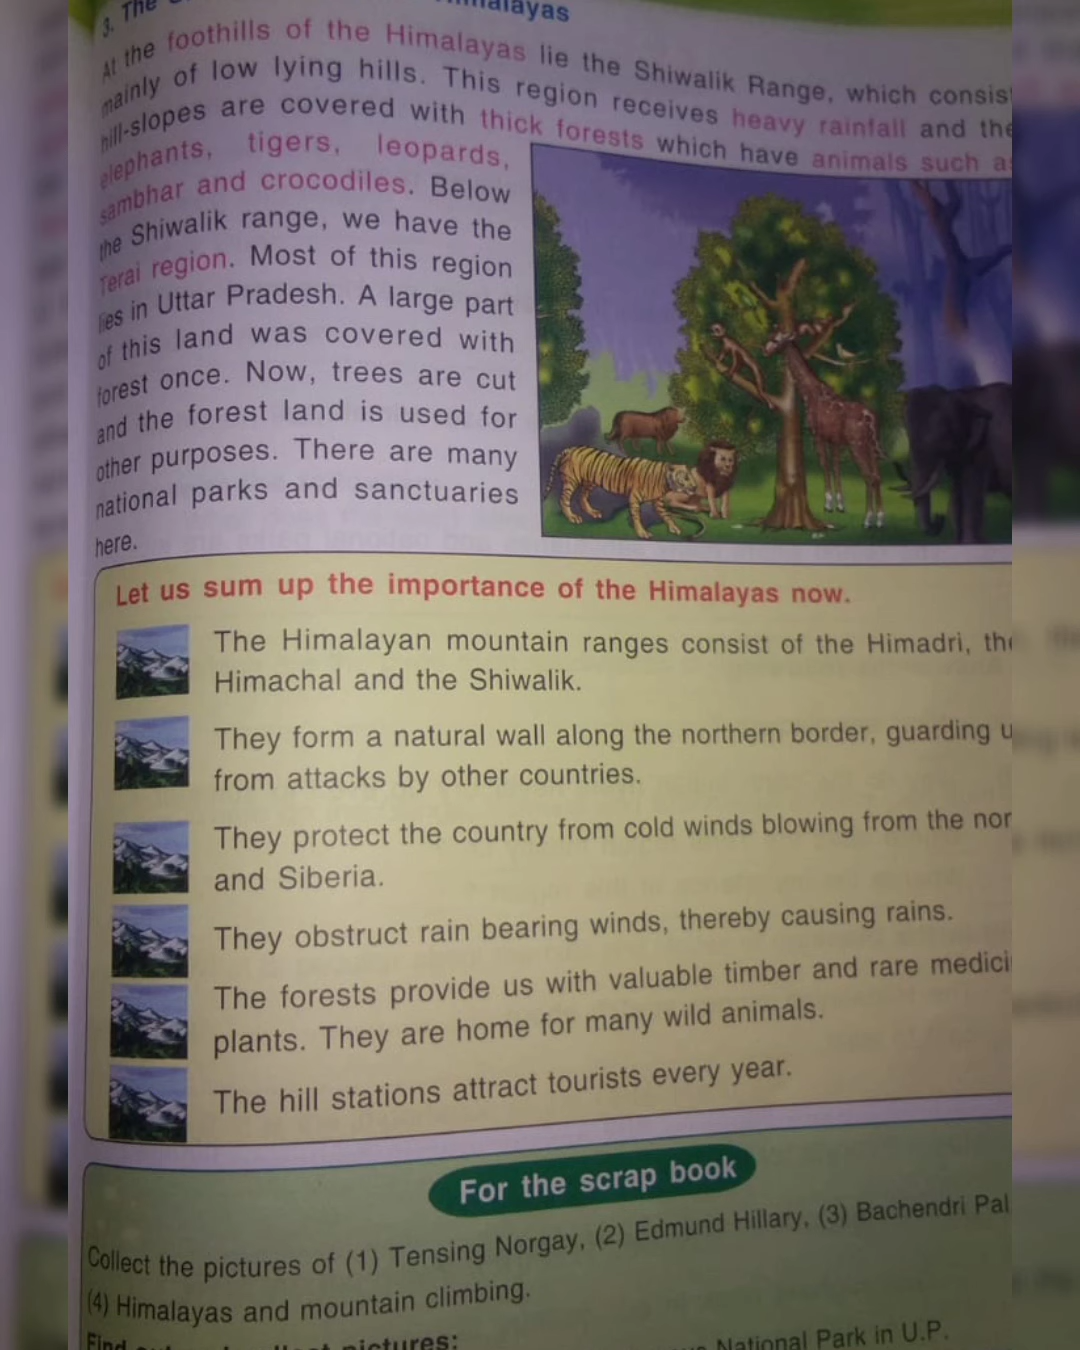 3. The
malayas
At the foothills of the Himalayas lie the Shiwalik Range, which consis
mainly of low lying hills. This region receives heavy rainfall and the
hill-slopes are covered with thick forests which have animals such as
elephants, tigers, leopards,
sambhar and crocodiles. Below
the Shiwalik range, we have the
Terai region. Most of this region
lies in Uttar Pradesh. A large part
of this land was covered with
forest once. Now, trees are cut
and the forest land is used for
other purposes. There are many
national parks and sanctuaries
here.
Let us sum up the importance of the Himalayas now.
The Himalayan mountain ranges consist of the Himadri, the
Himachal and the Shiwalik.
They form a natural wall along the northern border, guarding u
from attacks by other countries.
They protect the country from cold winds blowing from the nor
and Siberia.
They obstruct rain bearing winds, thereby causing rains.
The forests provide us with valuable timber and rare medici
plants. They are home for many wild animals.
The hill stations attract tourists every year.
For the scrap book
Collect the pictures of (1) Tensing Norgay, (2) Edmund Hillary, (3) Bachendri Pal
(4) Himalayas and mountain climbing.
Find pictures:
National Park in U.P.